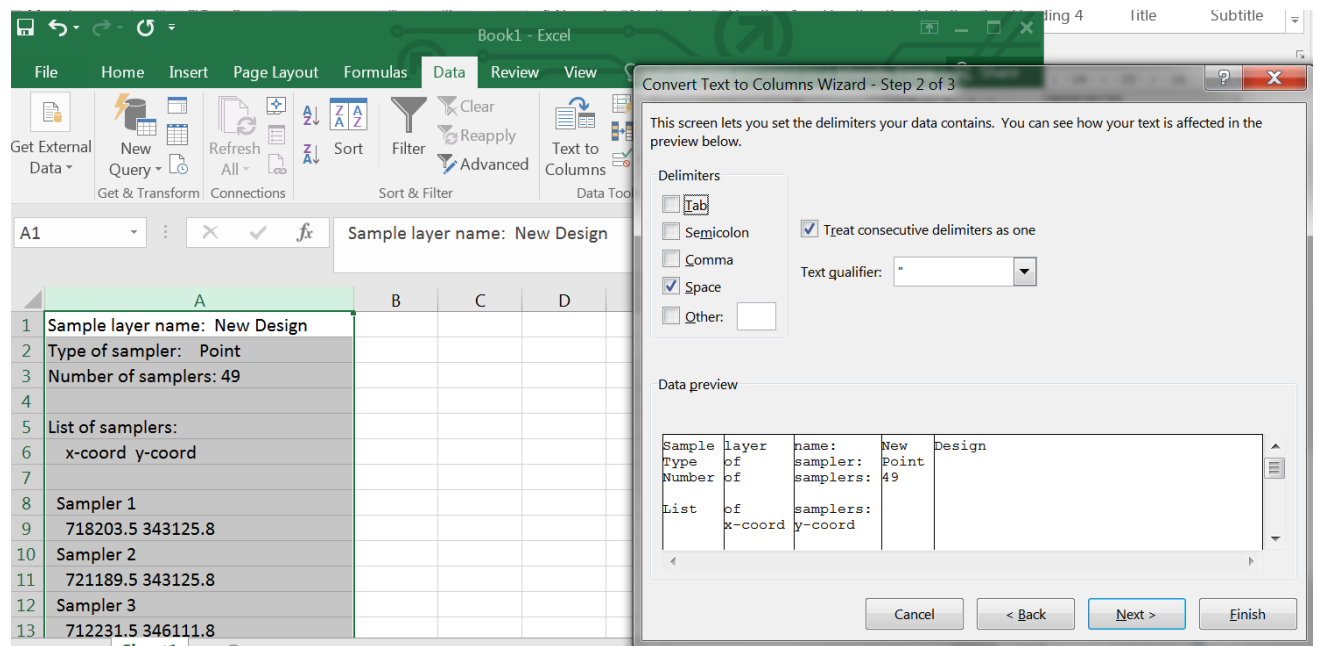 ding 4 Title Subtitle
Book1 - Excel
File Home Insert Page Layout Formulas Data Review View
Get External
Data
New
Query
Get & Transform
Refresh
All
Connections
Sort
Filter
Clear
Reapply
Advanced
Sort & Filter
Text to
Columns
Data Too
A1
fx
Sample layer name:  New Design
A B C D
1 Sample layer name:  New Design
2 Type of sampler:   Point
3 Number of samplers: 49
4
5 List of samplers:
6 x-coord  y-coord
7
8 Sampler 1
9 718203.5 343125.8
10 Sampler 2
11 721189.5 343125.8
12 Sampler 3
13 712231.5 346111.8
Convert Text to Columns Wizard - Step 2 of 3
This screen lets you set the delimiters your data contains.  You can see how your text is affected in the
preview below.
Delimiters
Tab
Semicolon
Comma
Space
Other:
Treat consecutive delimiters as one
Text qualifier: "
Data preview
Sample layer name: New Design
Type of sampler: Point
Number of samplers: 49
List of samplers:
x-coord y-coord
Cancel
< Back
Next >
Finish